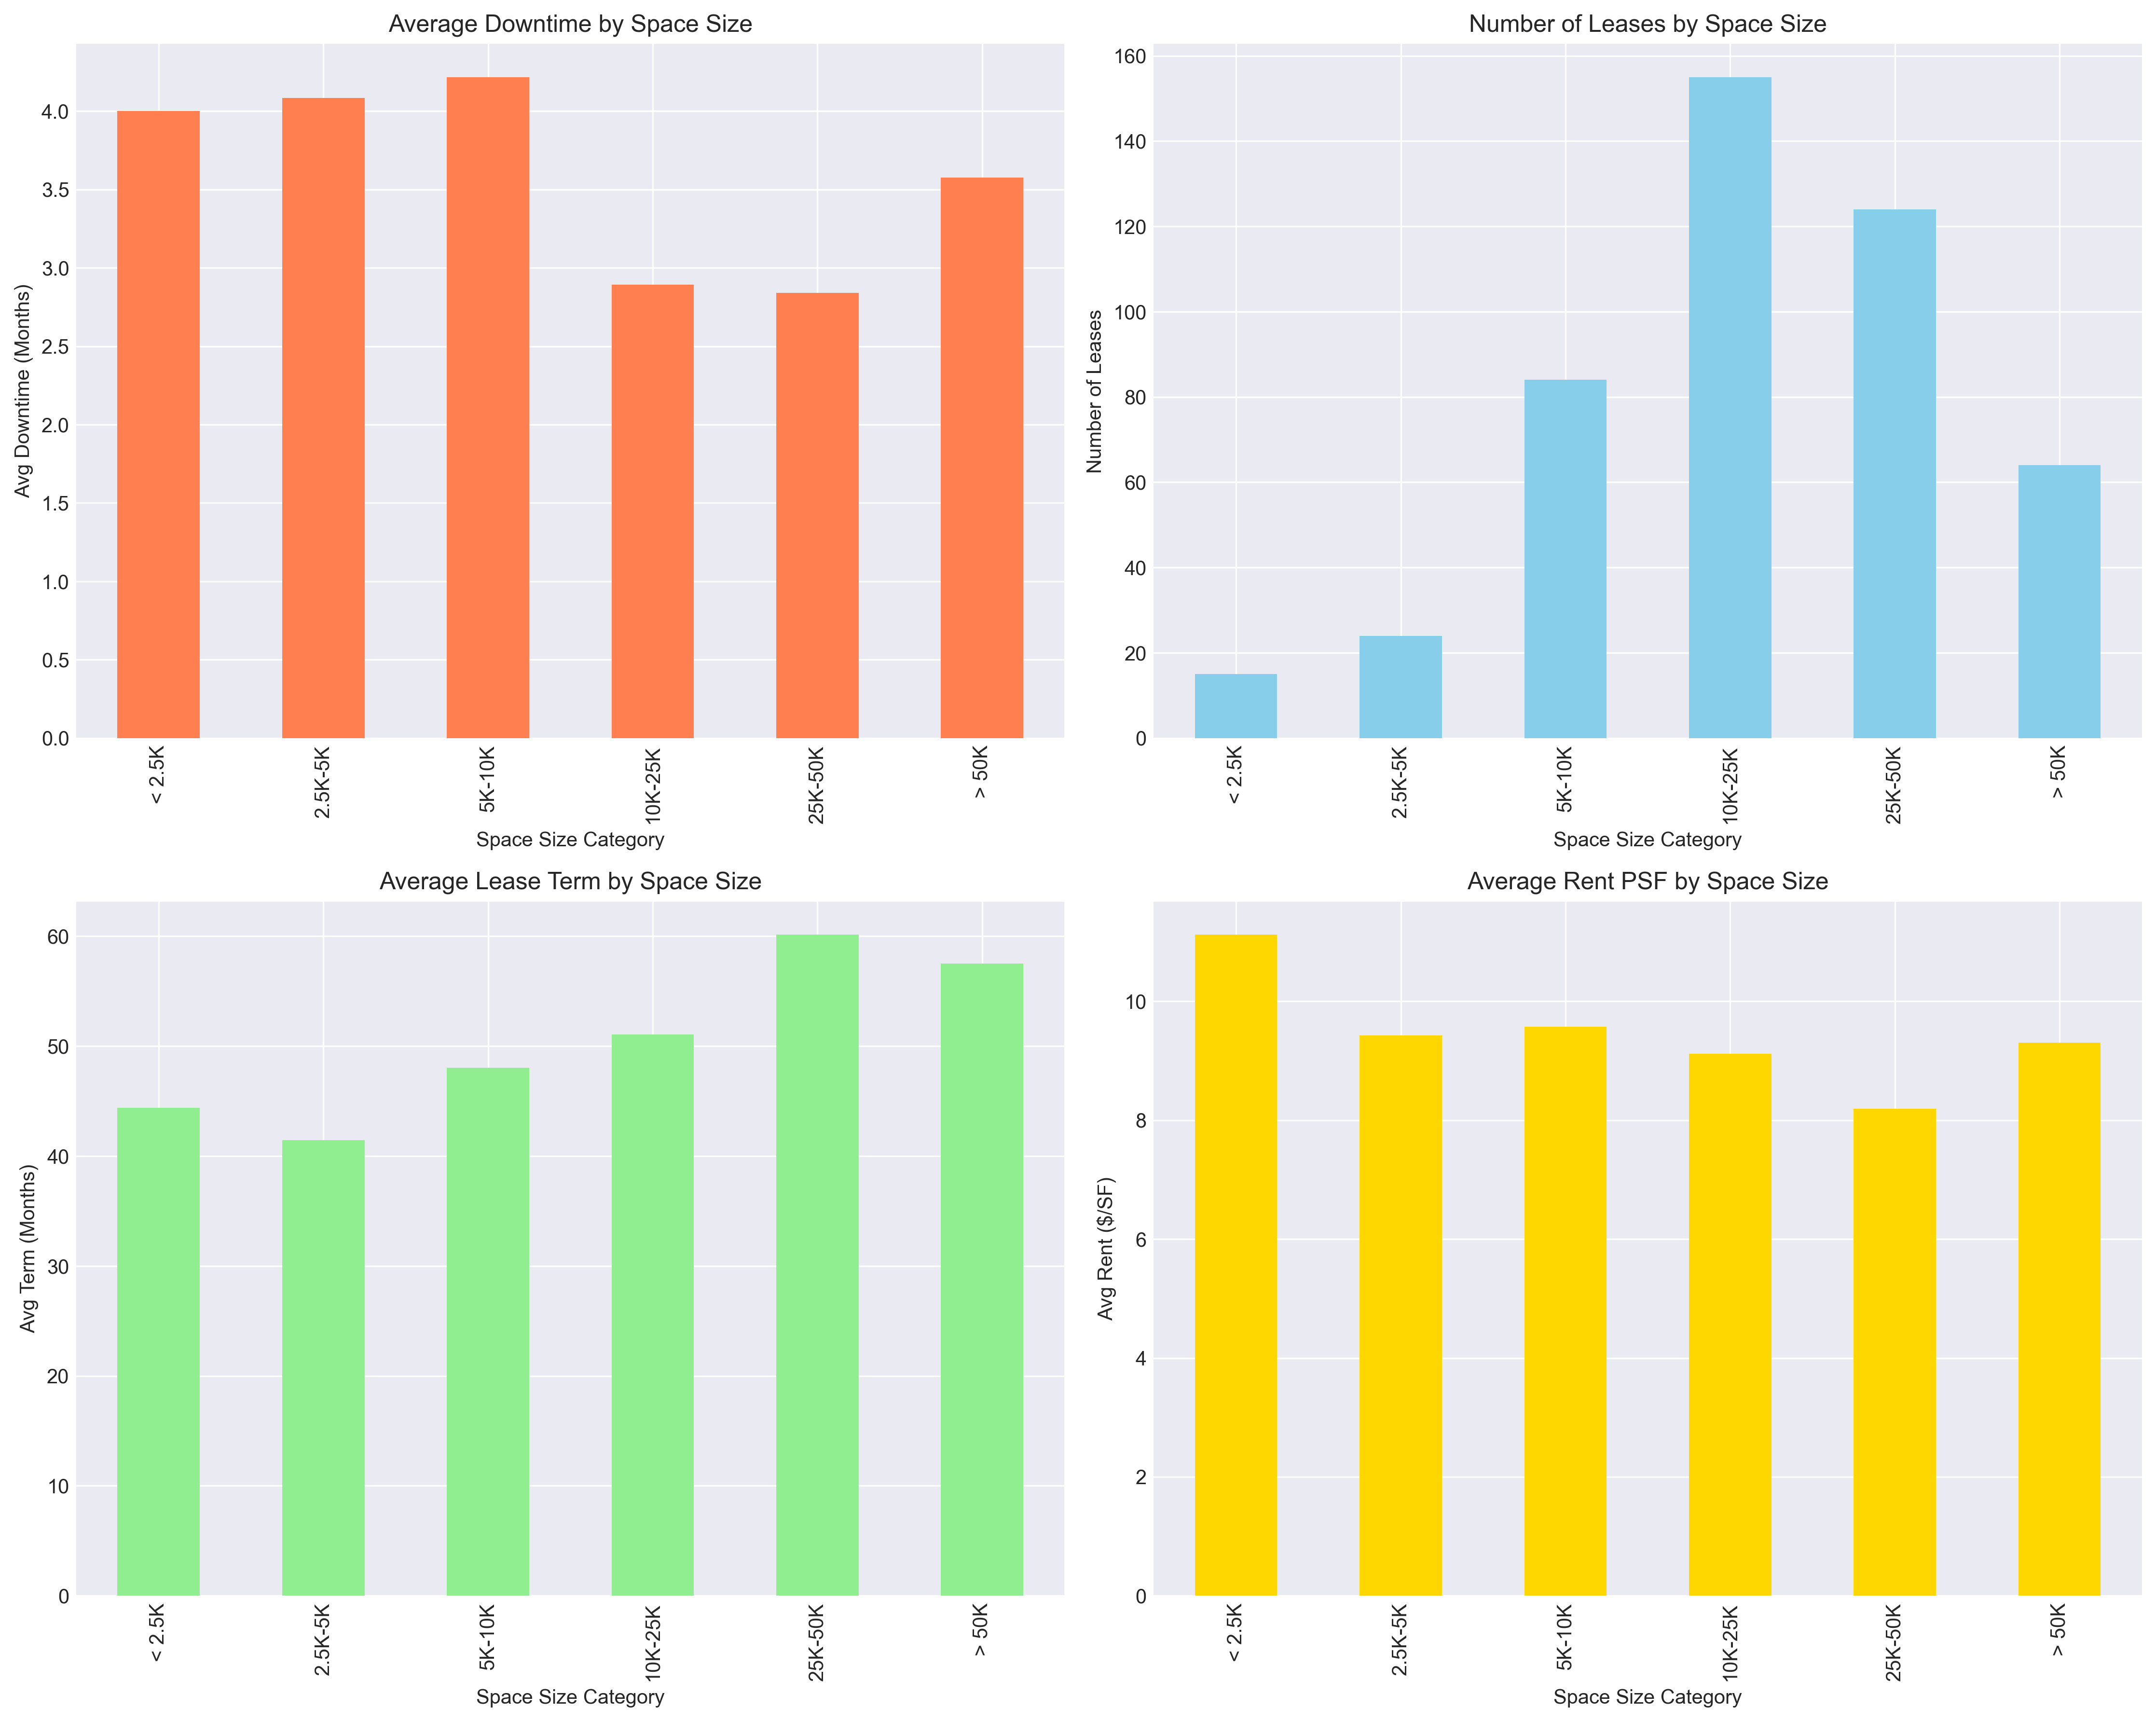 Average Downtime by Space Size
Avg Downtime (Months)
4.0
3.5
3.0
2.5
2.0
1.5
1.0
0.5
0.0
< 2.5K
2.5K-5K
5K-10K
10K-25K
25K-50K
> 50K
Space Size Category
Number of Leases by Space Size
Number of Leases
160
140
120
100
80
60
40
20
0
< 2.5K
2.5K-5K
5K-10K
10K-25K
25K-50K
> 50K
Space Size Category
Average Lease Term by Space Size
Avg Term (Months)
60
50
40
30
20
10
0
< 2.5K
2.5K-5K
5K-10K
10K-25K
25K-50K
> 50K
Space Size Category
Average Rent PSF by Space Size
Avg Rent ($/SF)
10
8
6
4
2
0
< 2.5K
2.5K-5K
5K-10K
10K-25K
25K-50K
> 50K
Space Size Category